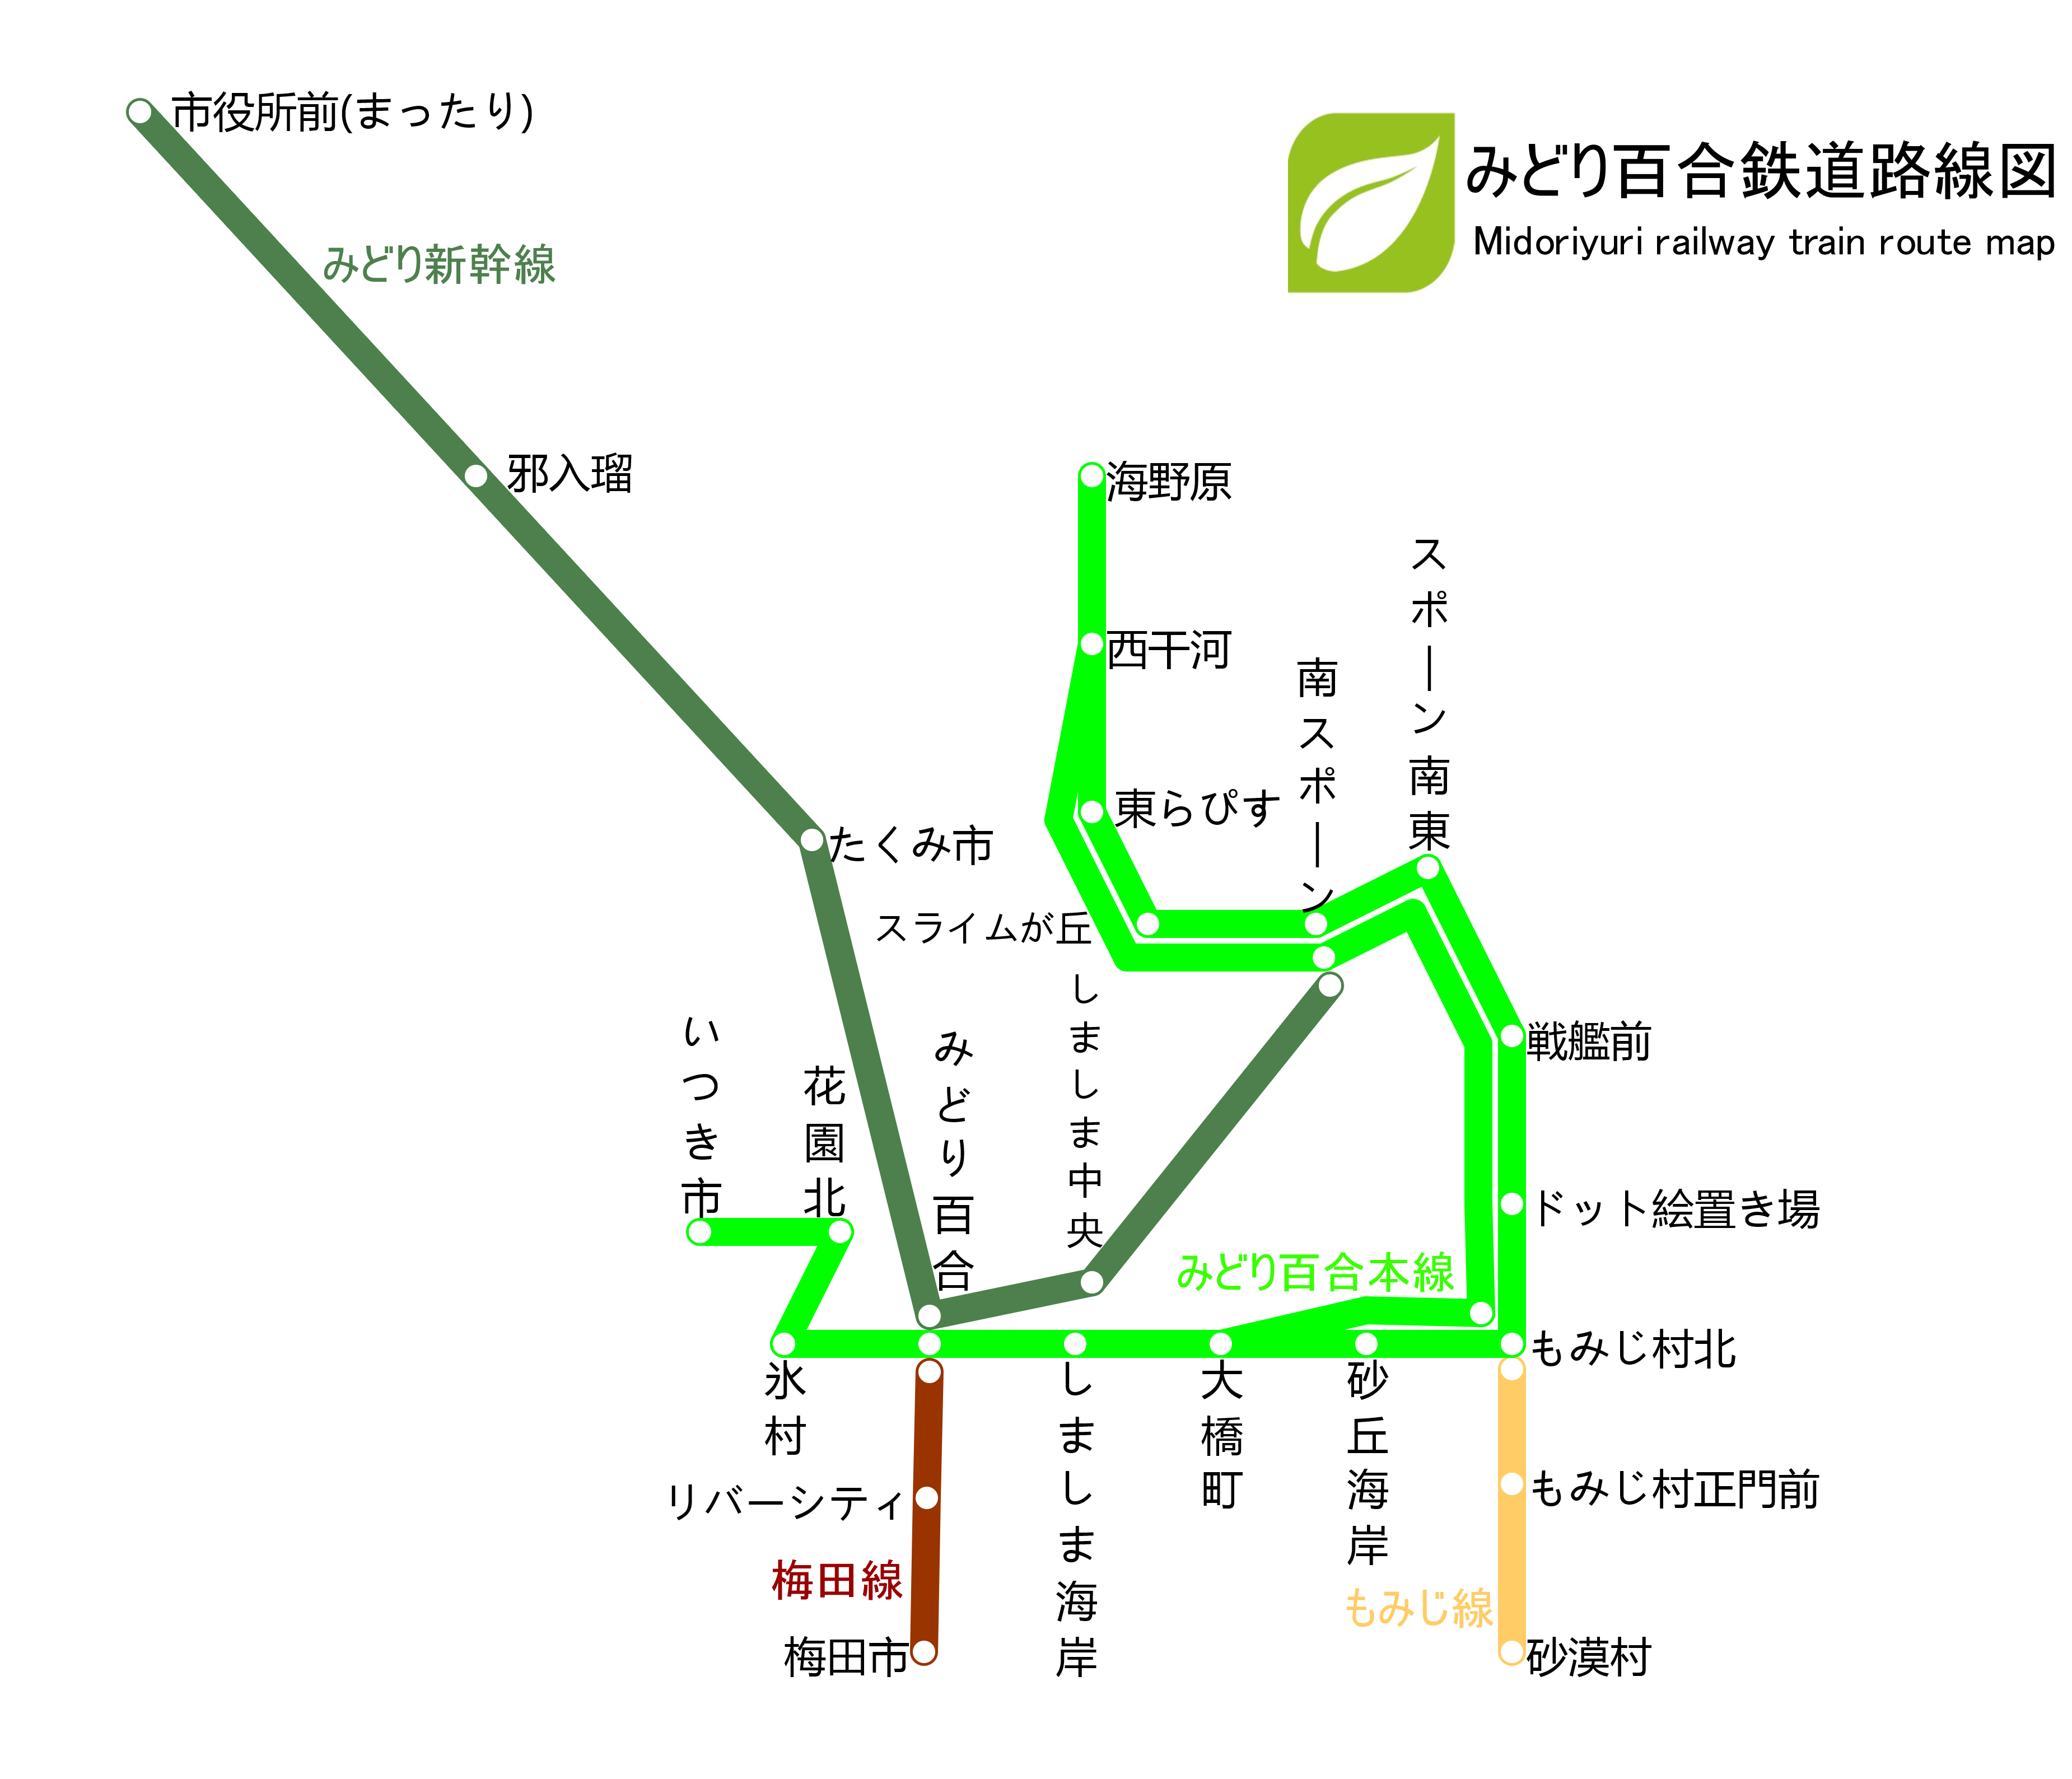 みどり百合鉄道路線図
Midoriyuri railway train route map
市役所前(まったり)
みどり新幹線
邪入瑠
海野原
スポーン南東
西干河
南スポーン
東らぴす
たくみ市
スライムが丘
しましま中央
いつき市
花園北
みどり百合
戦艦前
ドット絵置き場
みどり百合本線
もみじ村北
氷村
しましま海岸
大橋町
砂丘海岸
もみじ村正門前
リバーシティ
梅田線
もみじ線
梅田市
砂漠村